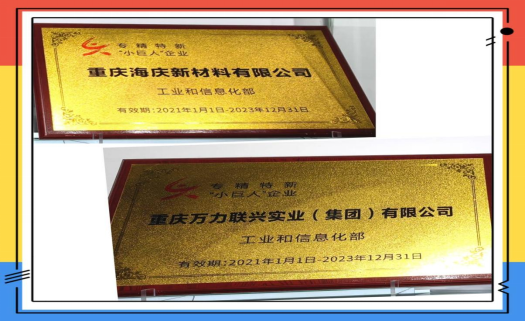 专精特新
“小巨人”企业
重庆海庆新材料有限公司
工业和信息化部
有效期:2021年1月1日-2023年12月31日
专精特新
“小巨人”企业
重庆万力联兴实业（集团）有限公司
工业和信息化部
有效期:2021年1月1日-2023年12月31日